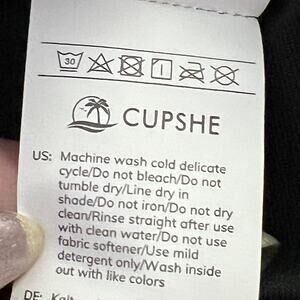 30
CUPSHE
US: Machine wash cold delicate
cycle/Do not bleach/Do not
tumble dry/Line dry in
shade/Do not iron/Do not dry
clean/Rinse straight after use
with clean water/Do not use
fabric softener/Use mild
detergent only/Wash inside
out with like colors
DE: